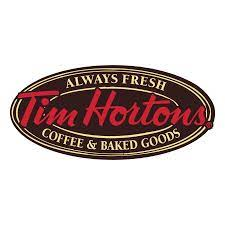 ALWAYS FRESH
Tim Hortons.
COFFEE & BAKED GOODS